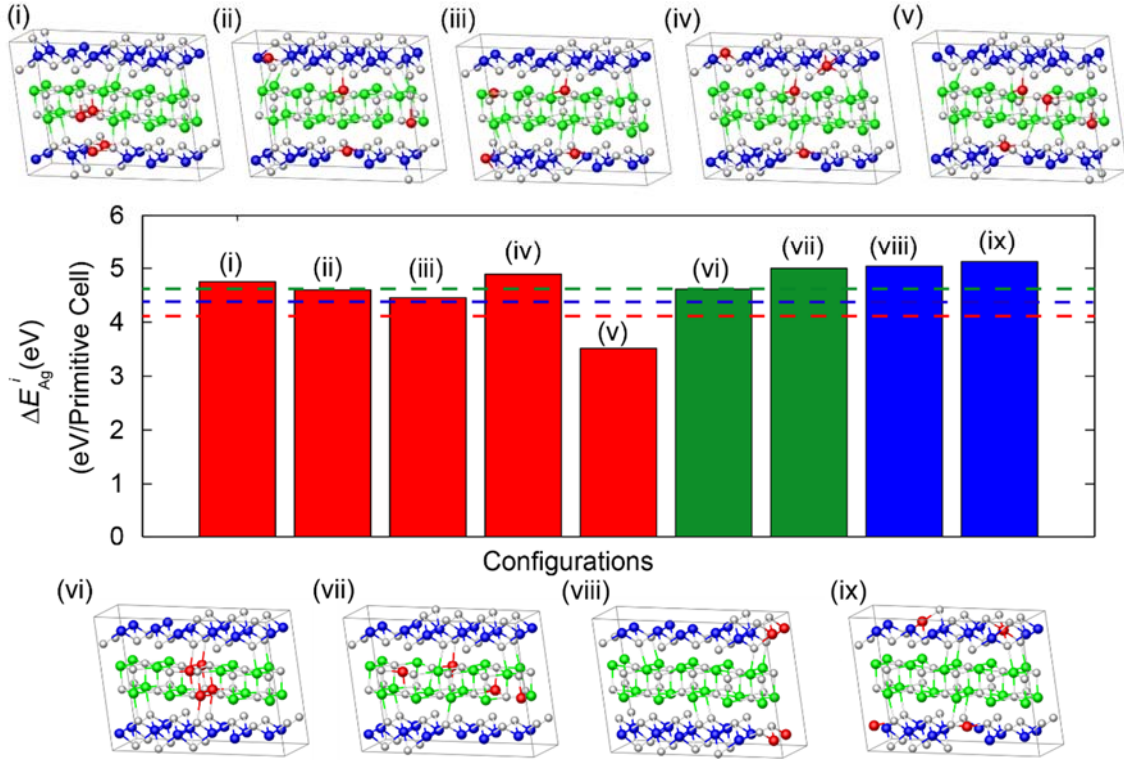 (i) (ii) (iii) (iv) (v)
6
5
4
3
2
1
0
ΔE^i_Ag(eV)
(eV/Primitive Cell)
(i) (ii) (iii) (iv) (v) (vi) (vii) (viii) (ix)
Configurations
(vi) (vii) (viii) (ix)